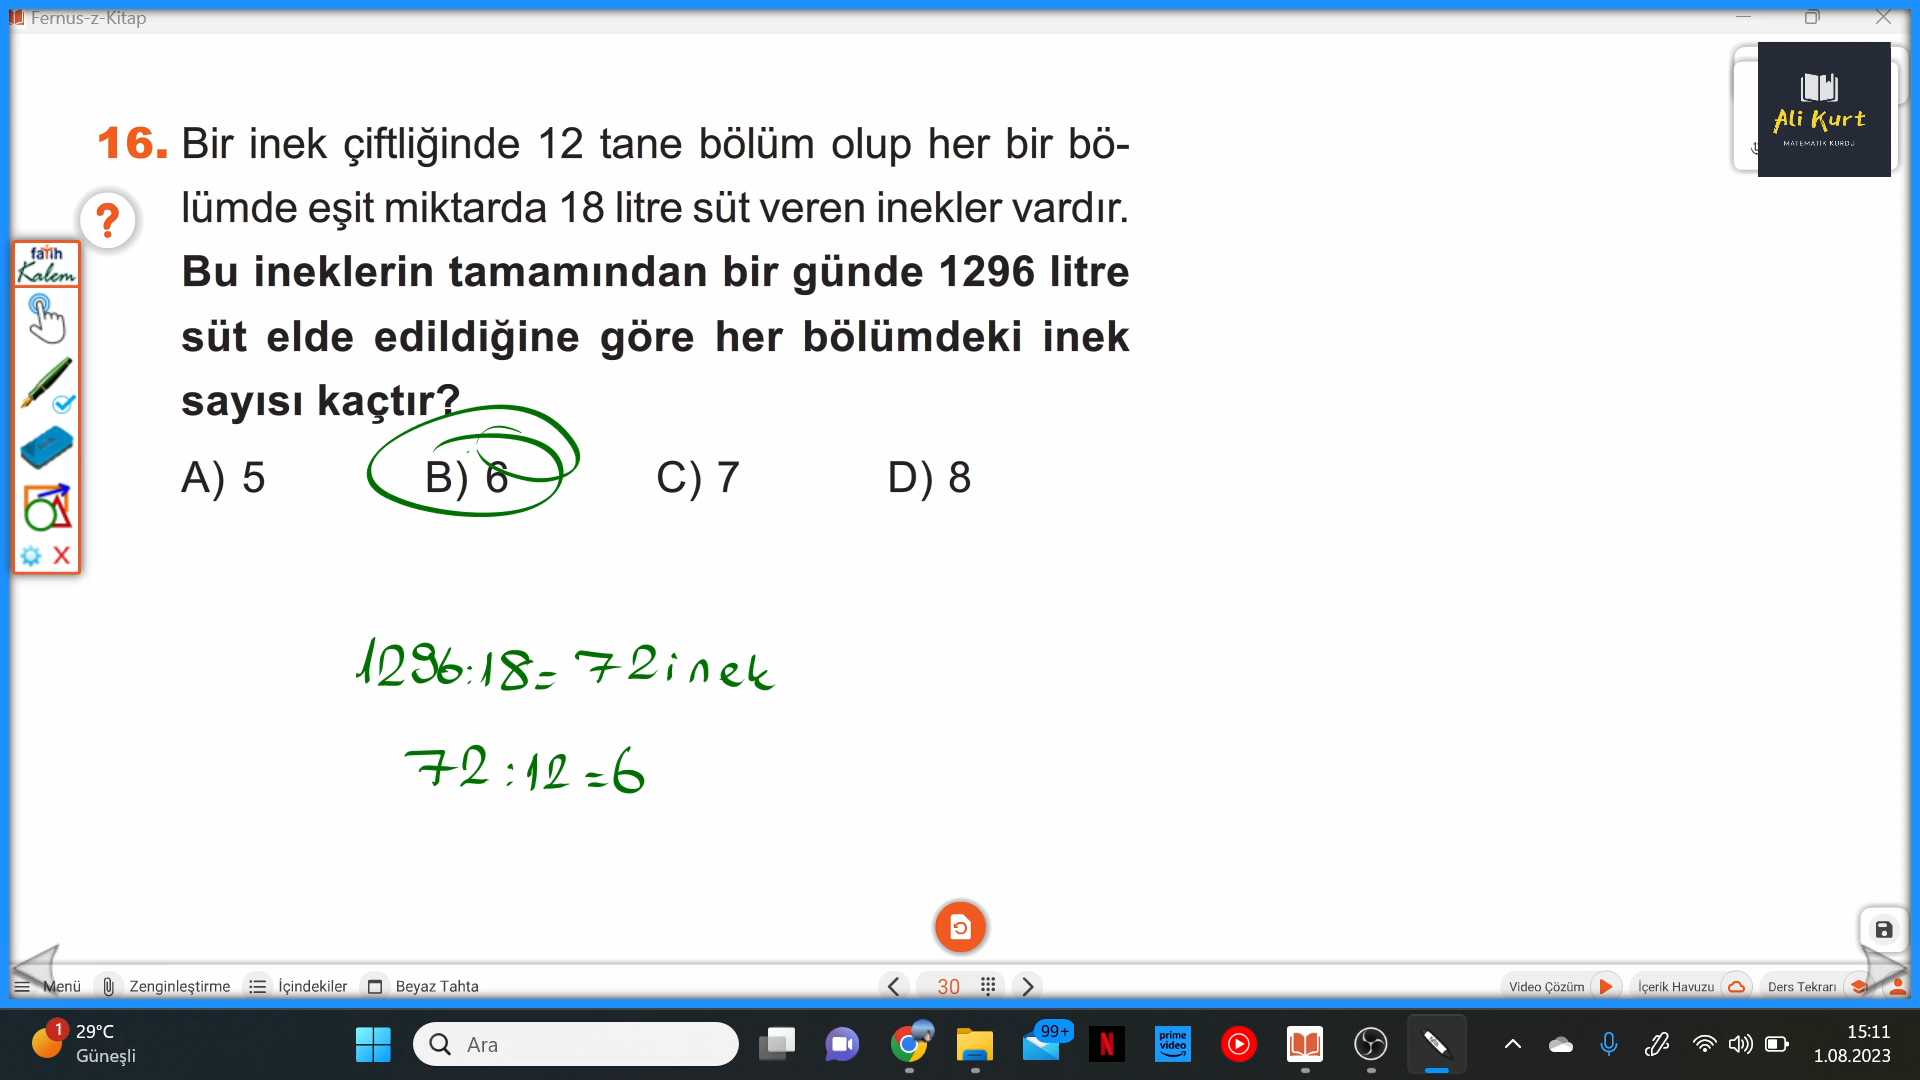 Fernus-z-Kitap
Ali Kurt
MATEMATİK KURDU
16. Bir inek çiftliğinde 12 tane bölüm olup her bir bö-
lümde eşit miktarda 18 litre süt veren inekler vardır.
Bu ineklerin tamamından bir günde 1296 litre
süt elde edildiğine göre her bölümdeki inek
sayısı kaçtır?
?
fatih
Kalem
A) 5 B) 6 C) 7 D) 8
1296:18= 72inek
72:12=6
Menü Zenginleştirme İçindekiler Beyaz Tahta 30 Video Çözüm İçerik Havuzu Ders Tekrarı
1 29°C
Güneşli
Ara
99+
N
prime video
15:11
1.08.2023